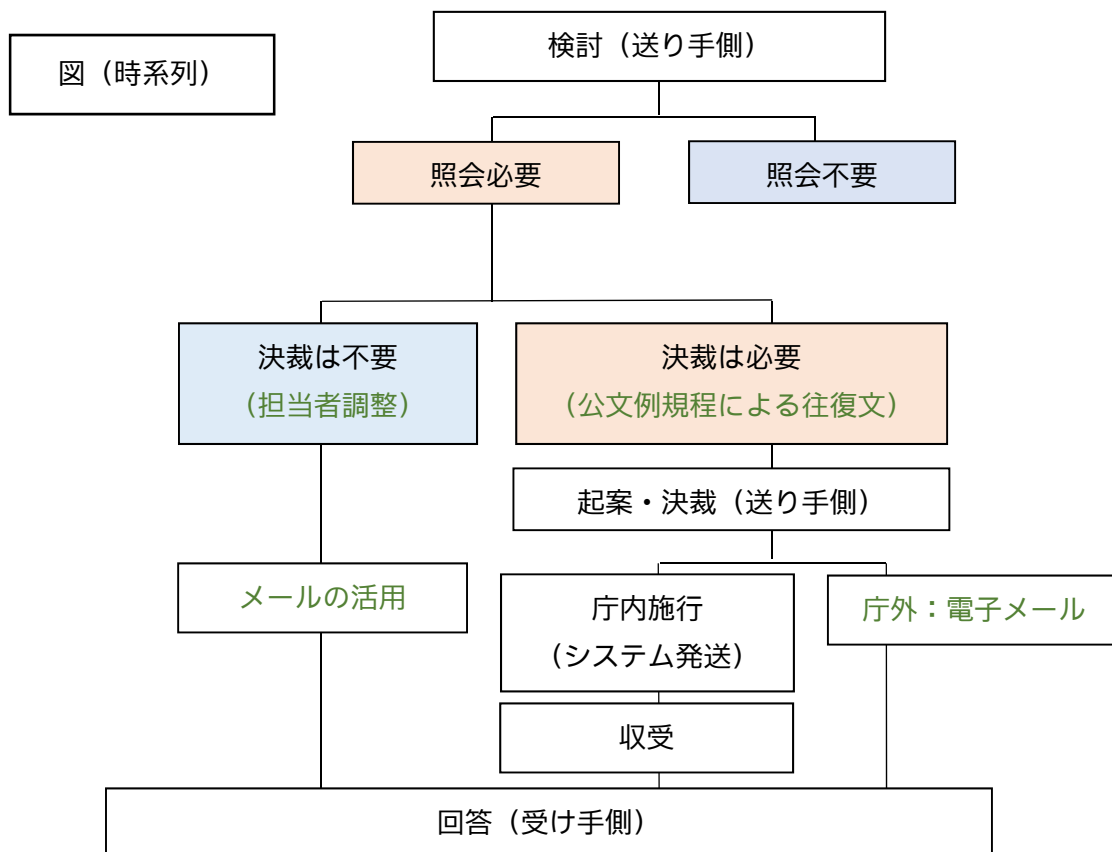 図（時系列）
検討（送り手側）
照会必要
照会不要
決裁は不要
（担当者調整）
決裁は必要
（公文例規程による往復文）
起案・決裁（送り手側）
メールの活用
庁内施行
（システム発送）
庁外：電子メール
収受
回答（受け手側）